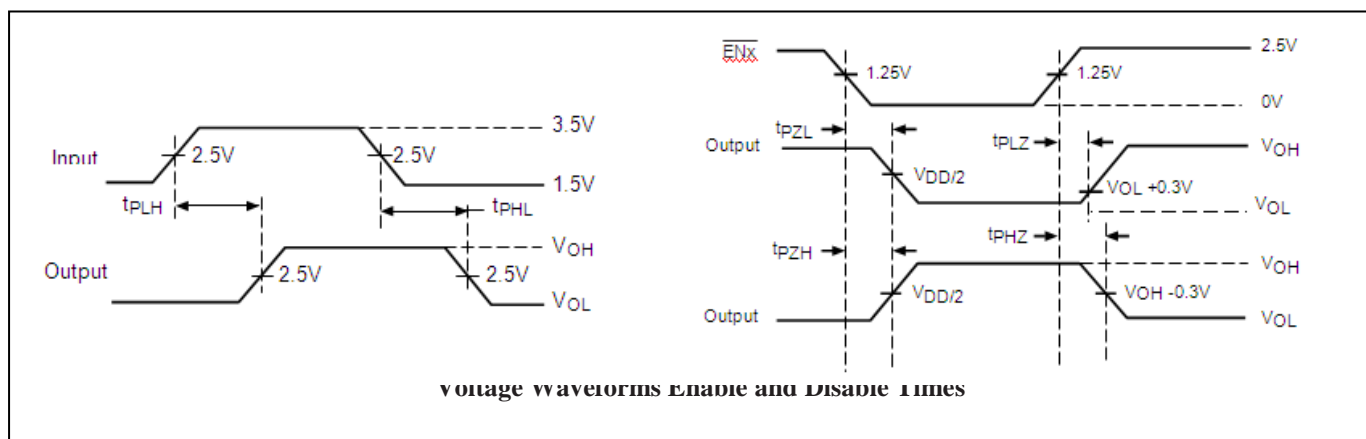 Input
2.5V
2.5V
3.5V
1.5V
tPLH
tPHL
Output
2.5V
2.5V
VOH
VOL
ENx
1.25V
1.25V
2.5V
0V
tPZL
tPLZ
Output
VDD/2
VOL +0.3V
VOH
VOL
tPZH
tPHZ
Output
VDD/2
VOH -0.3V
VOH
VOL
Voltage Waveforms Enable and Disable Times